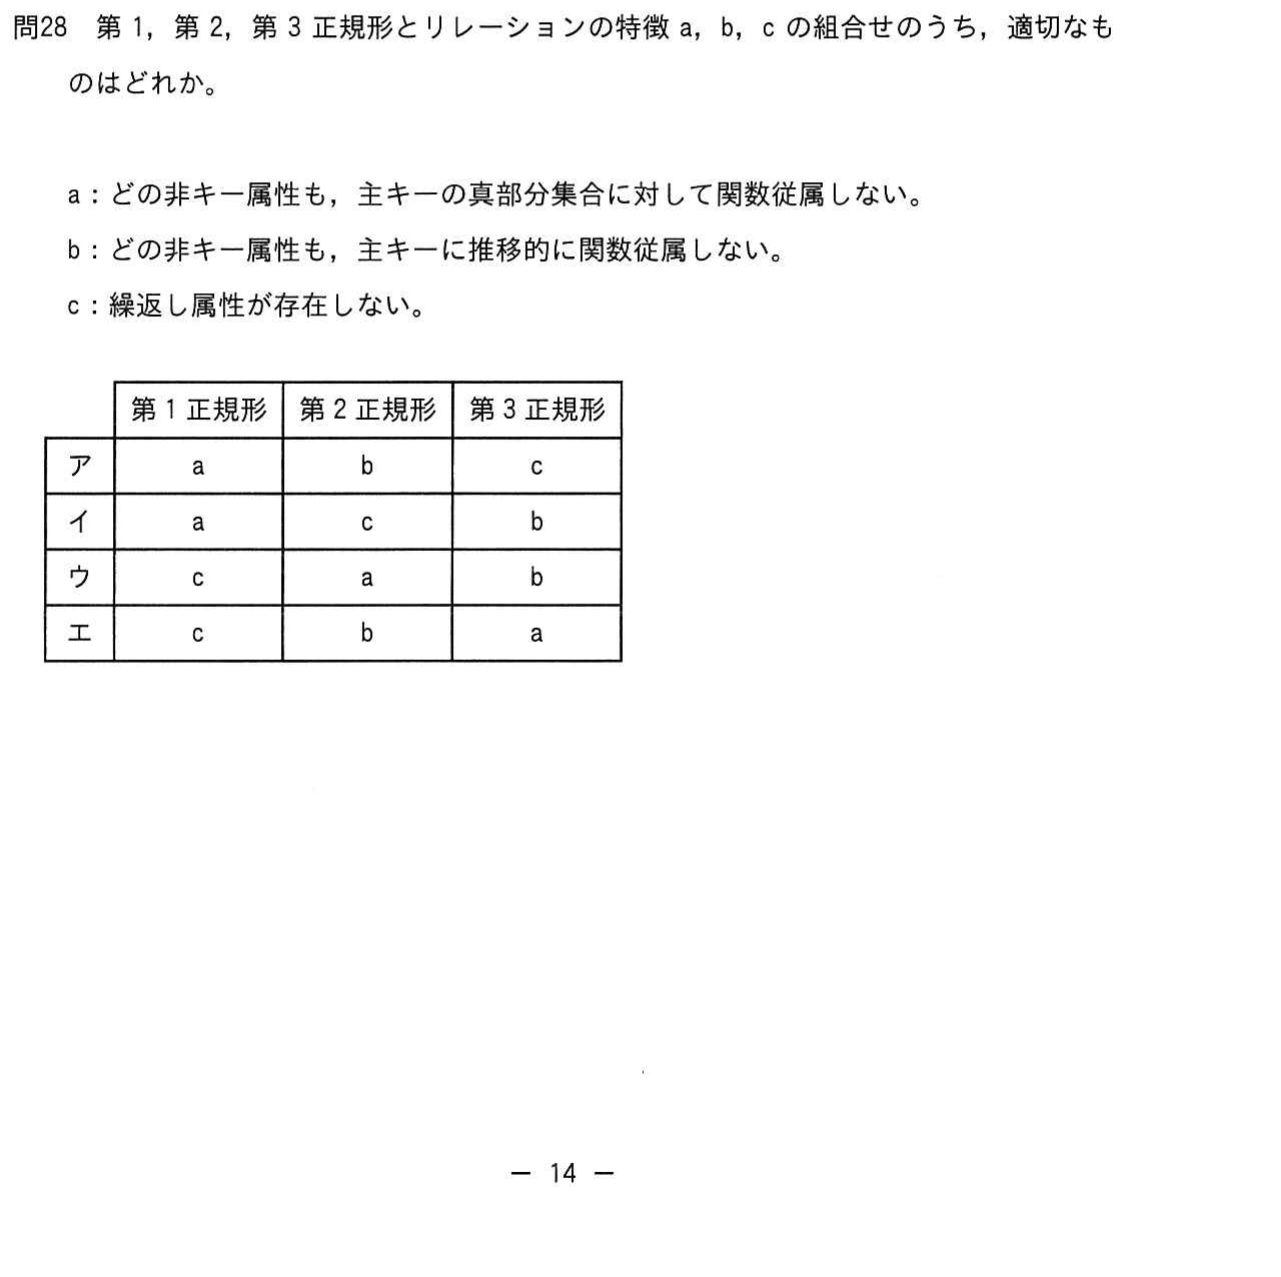 問28　第 1，第 2，第 3 正規形とリレーションの特徴 a，b，c の組合せのうち，適切なも
のはどれか。
a：どの非キー属性も，主キーの真部分集合に対して関数従属しない。
b：どの非キー属性も，主キーに推移的に関数従属しない。
c：繰返し属性が存在しない。
第 1 正規形 第 2 正規形 第 3 正規形
ア a b c
イ a c b
ウ c a b
エ c b a
― 14 ―